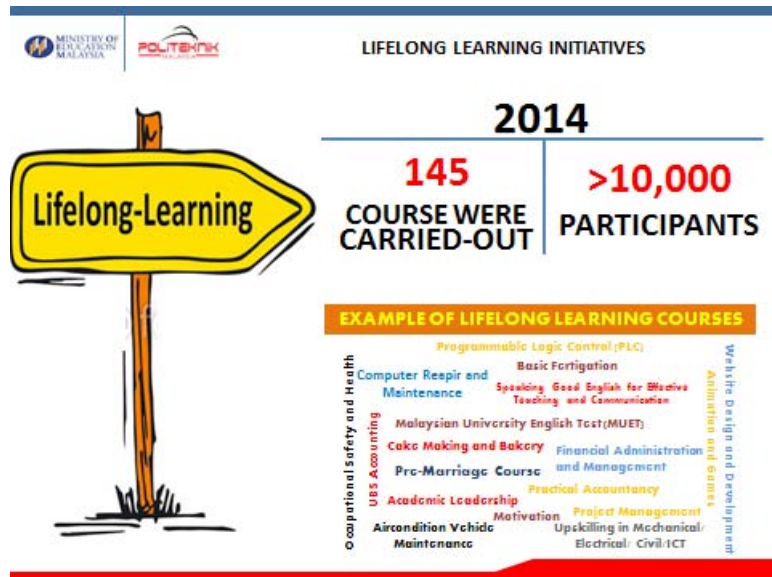 MINISTRY OF
EDUCATION
MALAYSIA
POLITEKNIK
MALAYSIA
LIFELONG LEARNING INITIATIVES
Lifelong-Learning
2014
145
COURSE WERE
CARRIED-OUT
>10,000
PARTICIPANTS
EXAMPLE OF LIFELONG LEARNING COURSES
Programmable Logic Control (PLC)
Basic Fertigation
Computer Reapir and
Maintenance
Speaking Good English for Effective
Teaching and Communication
Malaysian University English Test(MUET)
Cake Making and Bakery
Financial Administration
and Management
Pre-Marriage Course
Practical Accountancy
Academic Leadership
Motivation
Project Management
Aircondition Vehicle
Maintenance
Upskilling in Mechanical/
Electrical/ Civil/ICT
Occupational Safety and Health
UBS Accounting
Animation and Games
Website Design and Development